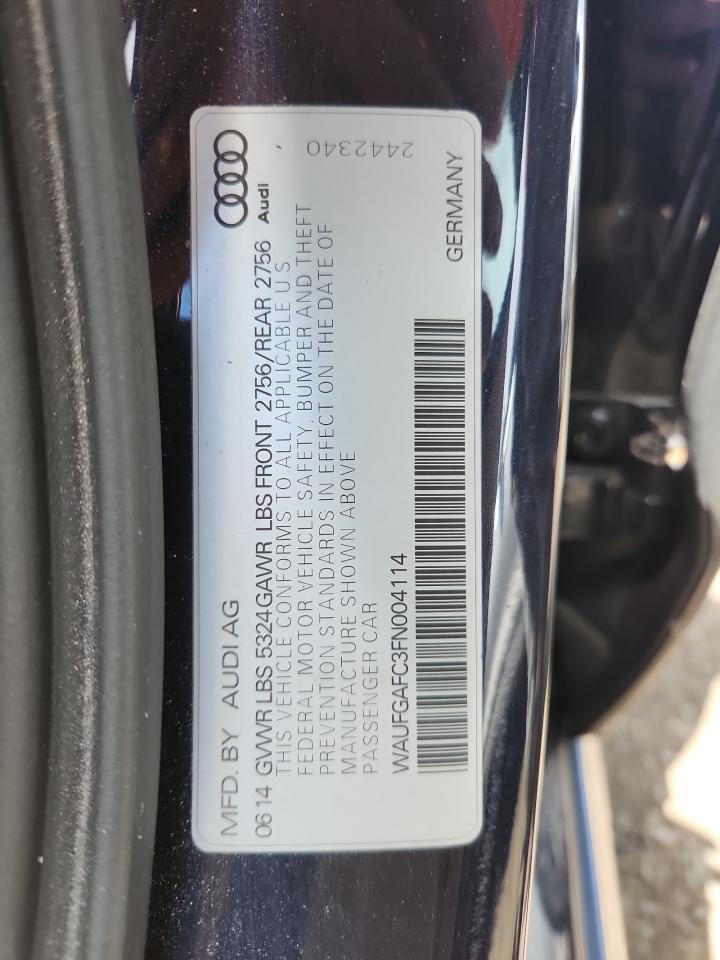 MFD. BY AUDI AG
0614 GVWR LBS 5324 GAWR LBS FRONT 2756/REAR 2756
THIS VEHICLE CONFORMS TO ALL APPLICABLE U S
FEDERAL MOTOR VEHICLE SAFETY, BUMPER AND THEFT
PREVENTION STANDARDS IN EFFECT ON THE DATE OF
MANUFACTURE SHOWN ABOVE
PASSENGER CAR
WAUFGAFC3FN004114
Audi
2442340
GERMANY